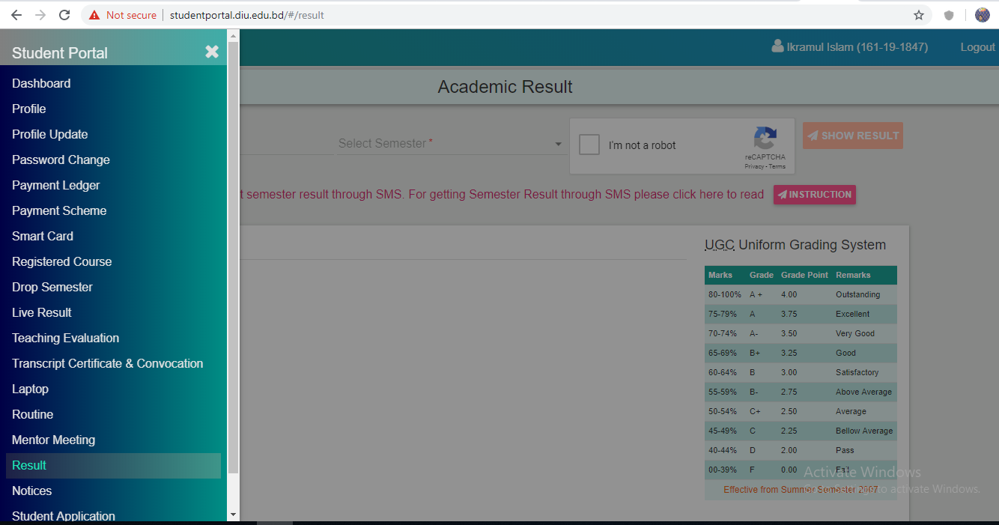 Not secure | studentportal.diu.edu.bd/#/result
Student Portal
Dashboard
Profile
Profile Update
Password Change
Payment Ledger
Payment Scheme
Smart Card
Registered Course
Drop Semester
Live Result
Teaching Evaluation
Transcript Certificate & Convocation
Laptop
Routine
Mentor Meeting
Result
Notices
Student Application
Ikramul Islam (161-19-1847) Logout
Academic Result
Select Semester *
I'm not a robot
reCAPTCHA
Privacy - Terms
SHOW RESULT
t semester result through SMS. For getting Semester Result through SMS please click here to read
INSTRUCTION
UGC Uniform Grading System
Marks Grade Grade Point Remarks
80-100% A + 4.00 Outstanding
75-79% A 3.75 Excellent
70-74% A- 3.50 Very Good
65-69% B+ 3.25 Good
60-64% B 3.00 Satisfactory
55-59% B- 2.75 Above Average
50-54% C+ 2.50 Average
45-49% C 2.25 Bellow Average
40-44% D 2.00 Pass
00-39% F 0.00 Fail
Effective from Summer Semester 2007
Activate Windows
Go to Settings to activate Windows.